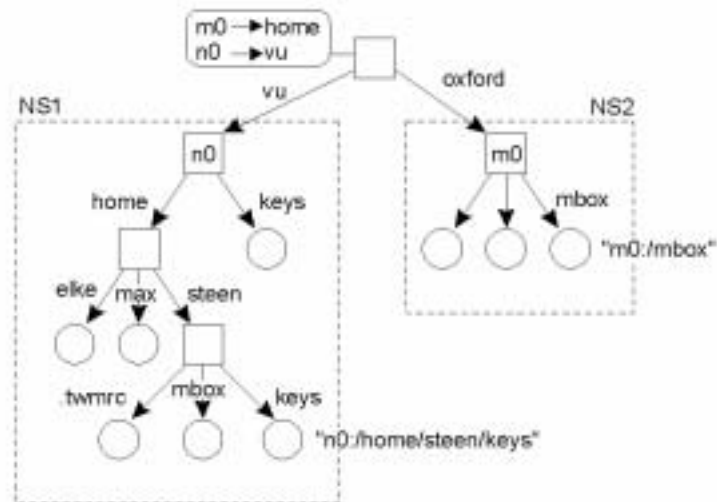 m0 → home
n0 → vu
vu
oxford
NS1
NS2
n0
m0
home
keys
mbox
"m0:/mbox"
elke
max
steen
.twmrc
mbox
keys
"n0:/home/steen/keys"